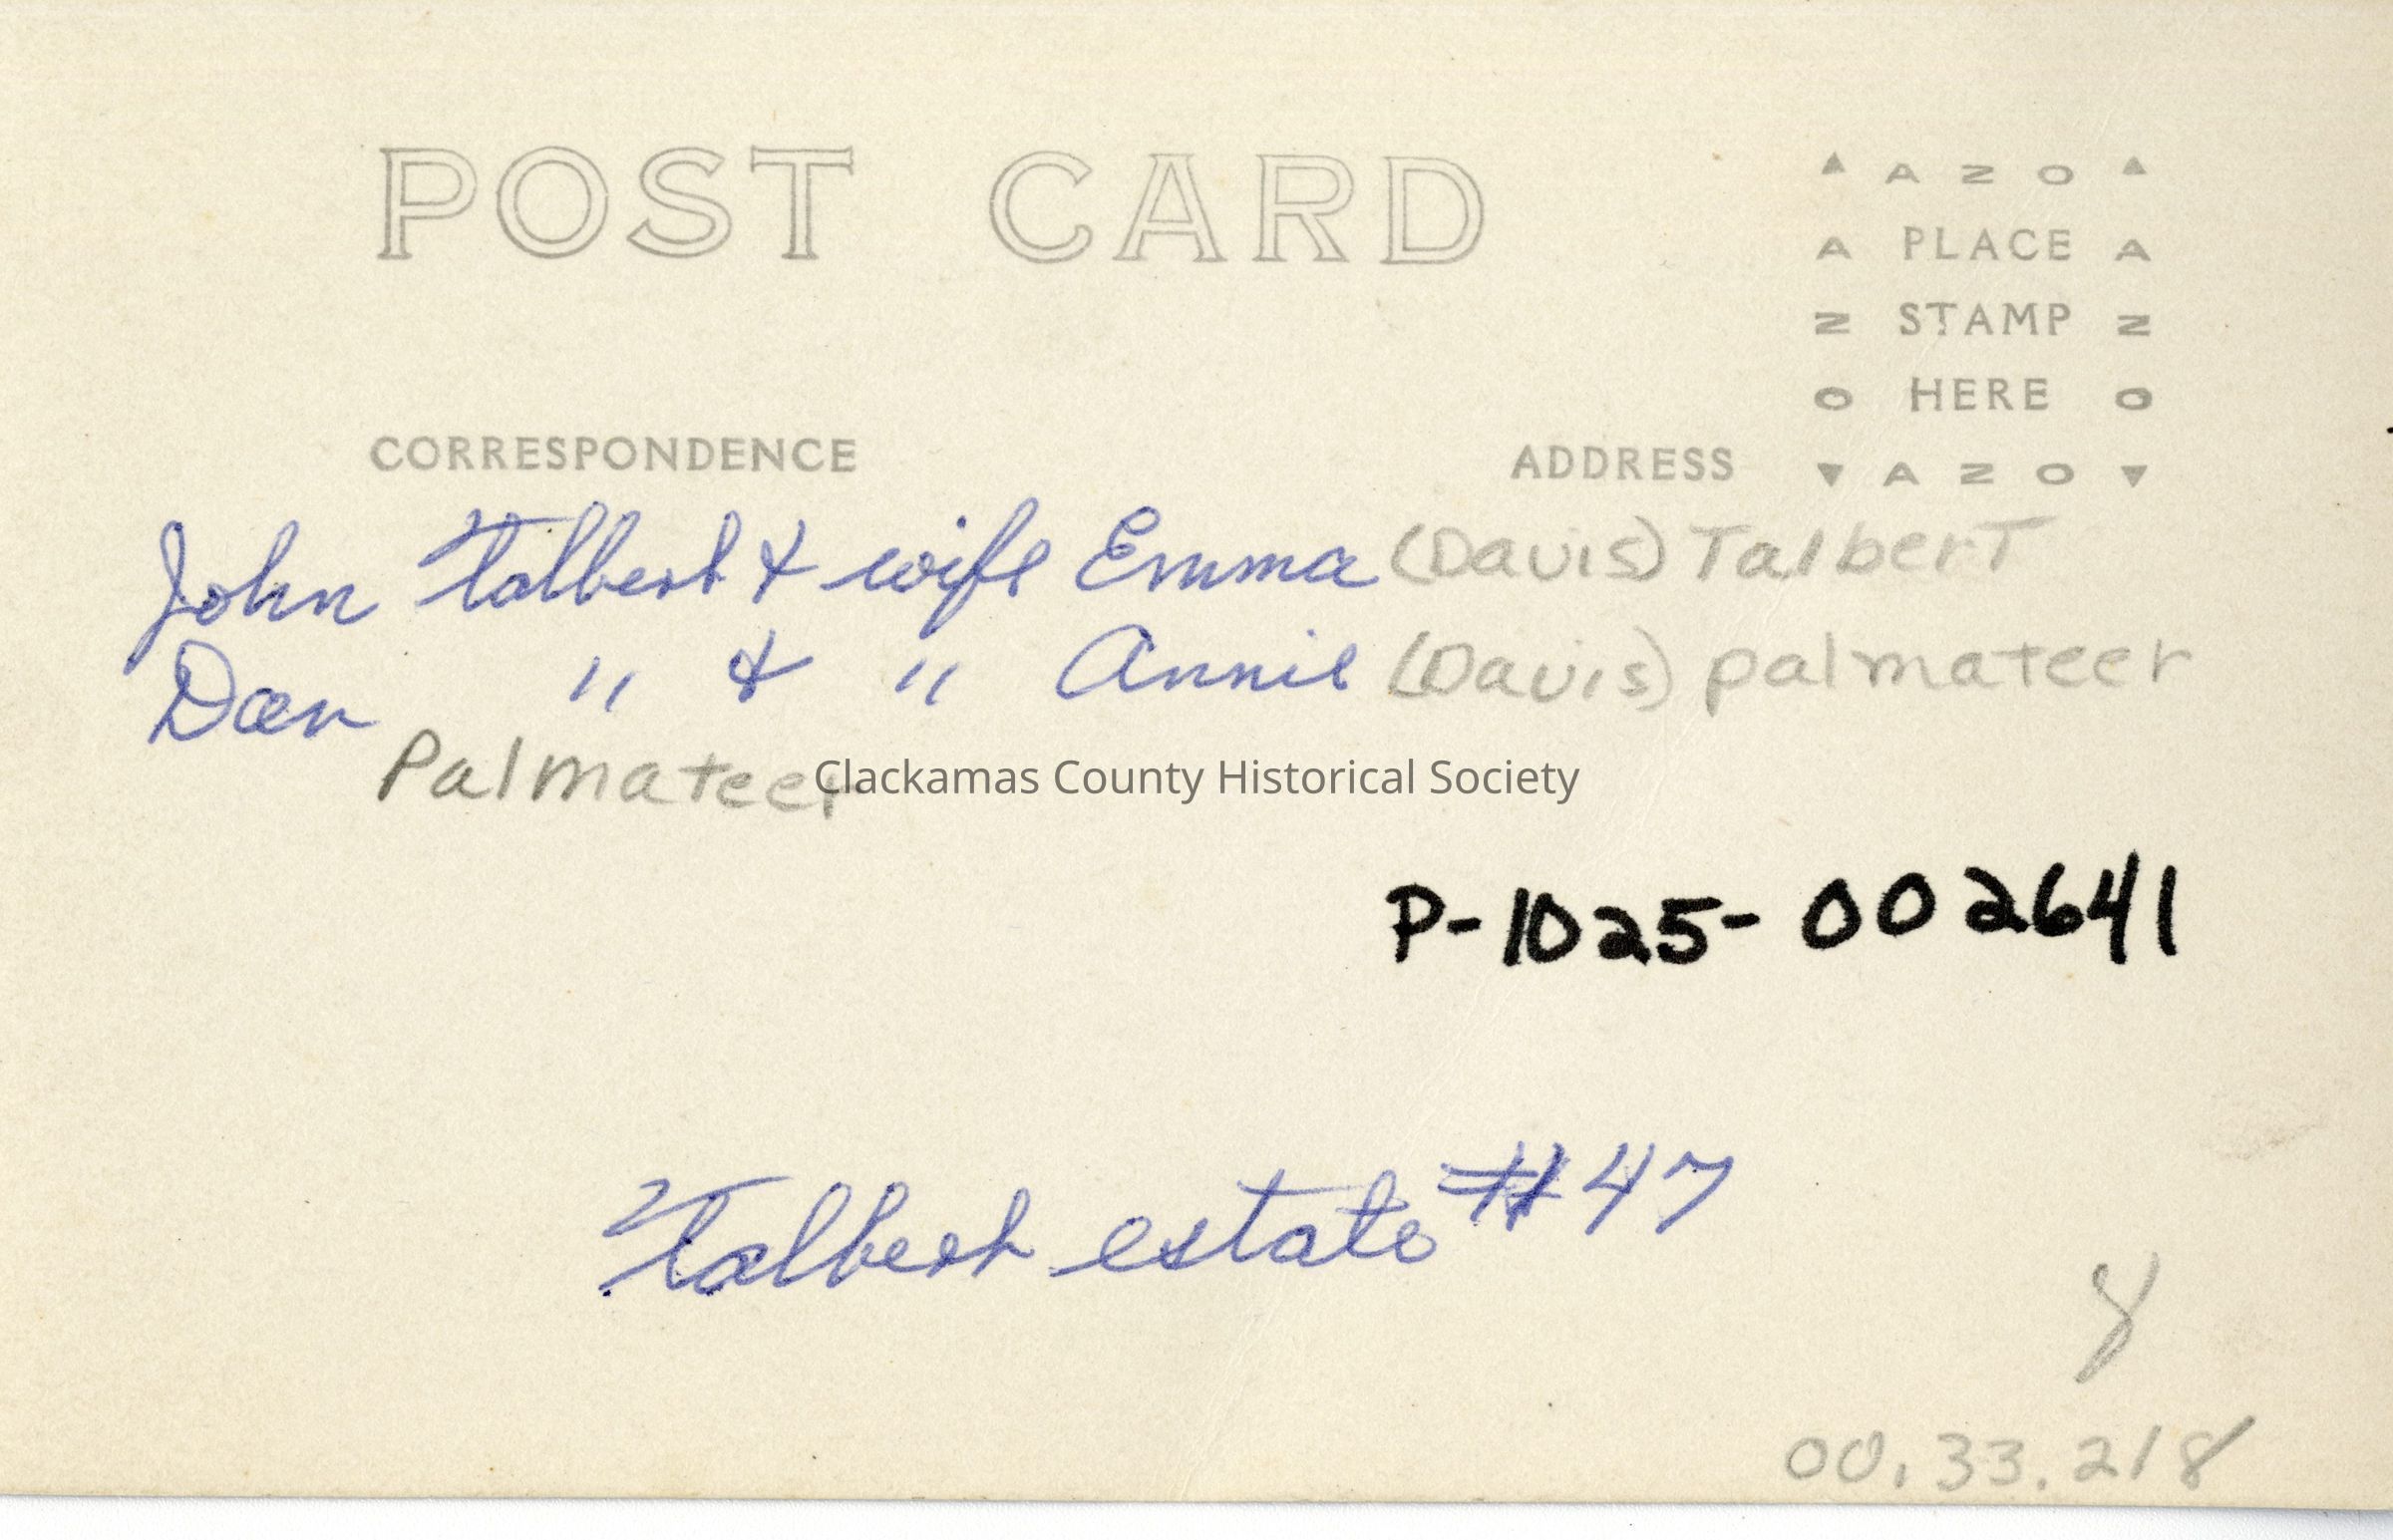 POST CARD
▲ A Z O ▲
A PLACE A
Z STAMP Z
O HERE O
▼ A Z O ▼
CORRESPONDENCE
ADDRESS
John Talbert & wife Emma (Davis) Talbert
Dan " & " Annie (Davis) palmateer
Palmateer
Clackamas County Historical Society
P-1025-002641
Talbert estate #47
8
00.33.218